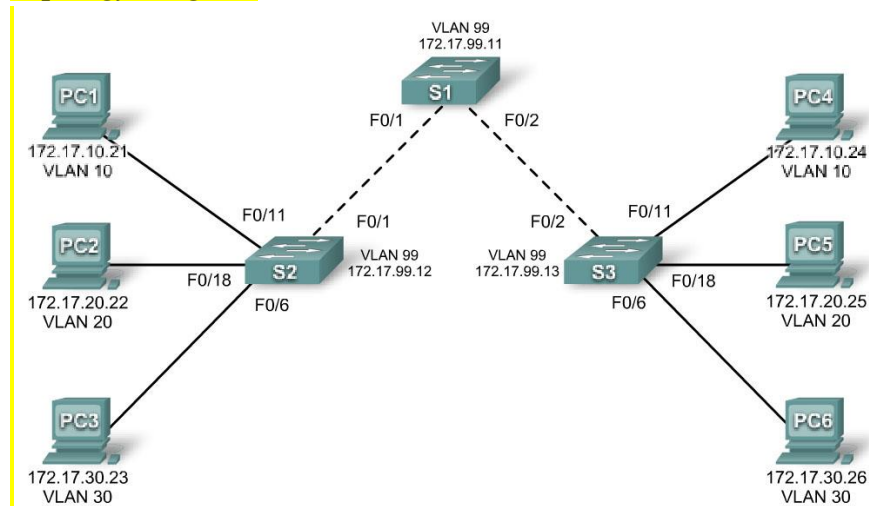 VLAN 99
172.17.99.11
S1
F0/1
F0/2
PC1
172.17.10.21
VLAN 10
PC4
172.17.10.24
VLAN 10
F0/11
F0/1
F0/2
F0/11
PC2
172.17.20.22
VLAN 20
F0/18
S2
F0/6
VLAN 99
172.17.99.12
VLAN 99
172.17.99.13
S3
F0/18
F0/6
PC5
172.17.20.25
VLAN 20
PC3
172.17.30.23
VLAN 30
PC6
172.17.30.26
VLAN 30